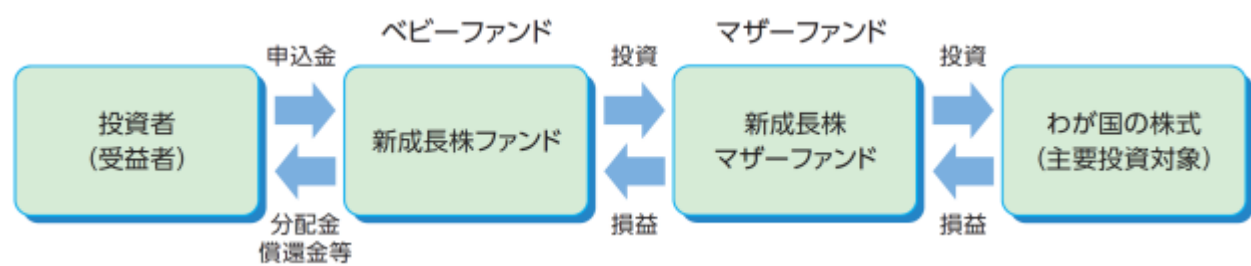 ベビーファンド
マザーファンド
申込金
投資
投資
投資者
(受益者)
新成長株ファンド
新成長株
マザーファンド
わが国の株式
(主要投資対象)
分配金
償還金等
損益
損益